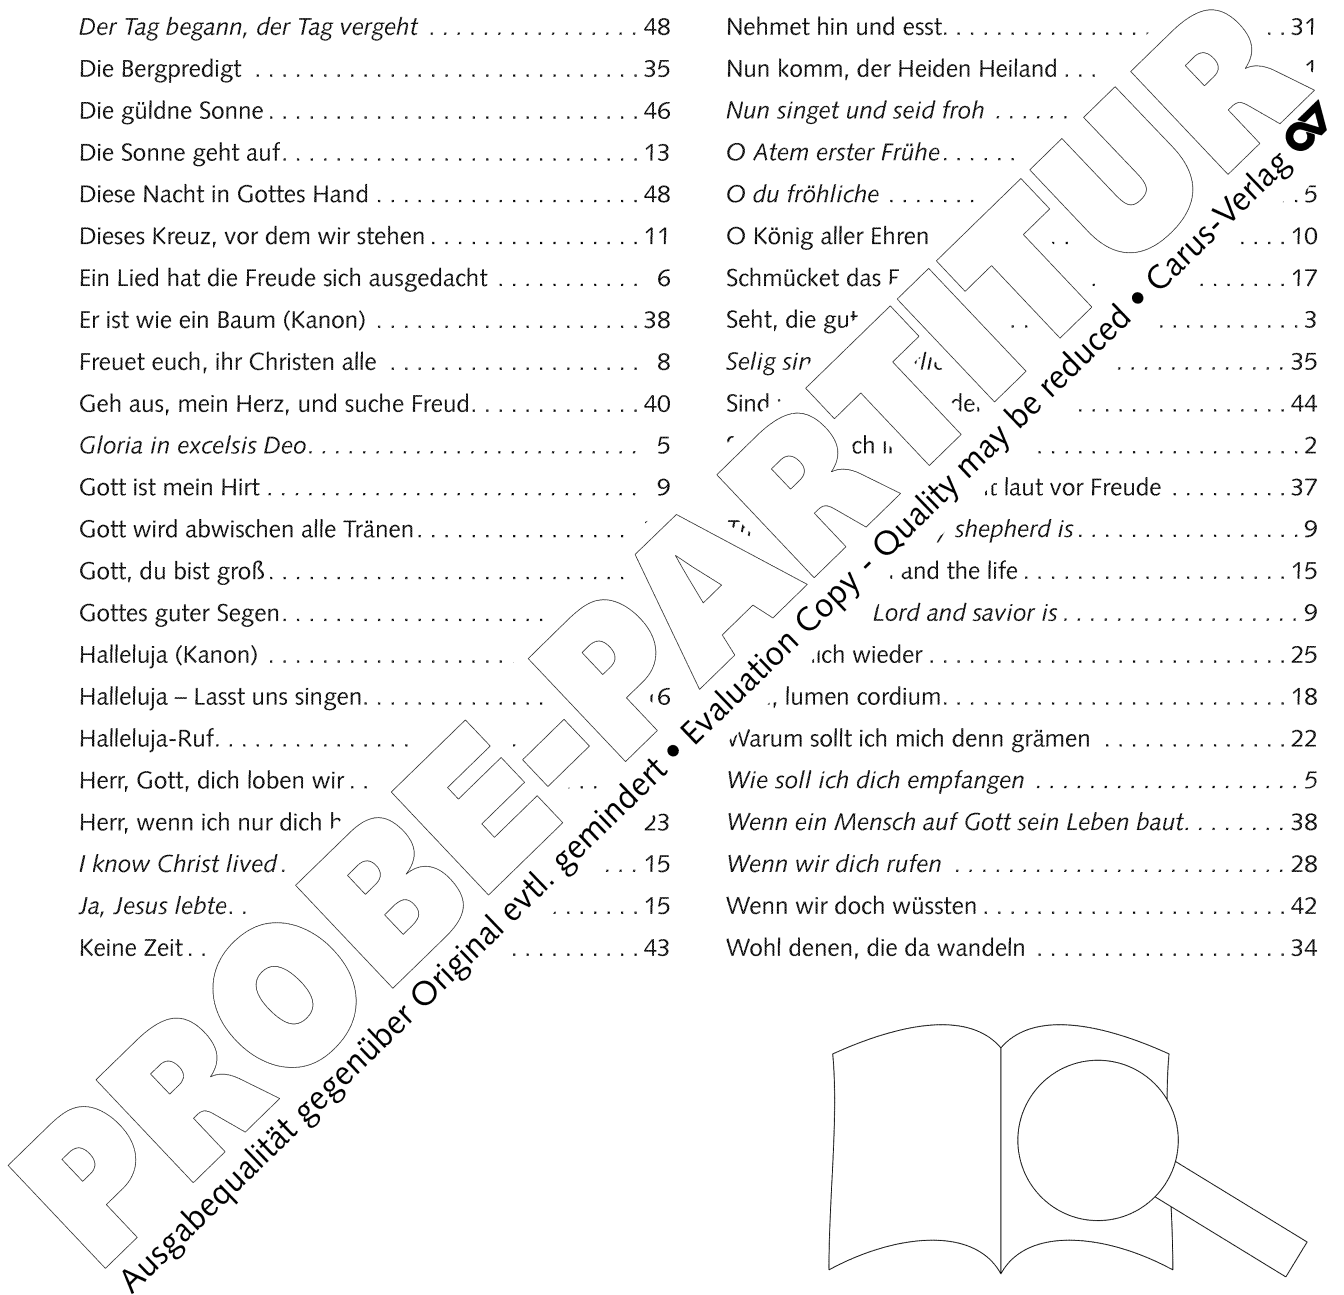 Der Tag begann, der Tag vergeht . . . . . . . . . . . . . . . . 48
Die Bergpredigt . . . . . . . . . . . . . . . . . . . . . . . . . . . . . 35
Die güldne Sonne . . . . . . . . . . . . . . . . . . . . . . . . . . . . 46
Die Sonne geht auf. . . . . . . . . . . . . . . . . . . . . . . . . . . 13
Diese Nacht in Gottes Hand . . . . . . . . . . . . . . . . . . . . 48
Dieses Kreuz, vor dem wir stehen . . . . . . . . . . . . . . . . 11
Ein Lied hat die Freude sich ausgedacht . . . . . . . . . . . 6
Er ist wie ein Baum (Kanon) . . . . . . . . . . . . . . . . . . . . 38
Freuet euch, ihr Christen alle . . . . . . . . . . . . . . . . . . . 8
Geh aus, mein Herz, und suche Freud. . . . . . . . . . . . . 40
Gloria in excelsis Deo. . . . . . . . . . . . . . . . . . . . . . . . . 5
Gott ist mein Hirt . . . . . . . . . . . . . . . . . . . . . . . . . . . . 9
Gott wird abwischen alle Tränen. . . . . . . . . . . . . . . .
Gott, du bist groß. . . . . . . . . . . . . . . . . . . . . . . . . . .
Gottes guter Segen. . . . . . . . . . . . . . . . . . . .
Halleluja (Kanon) . . . . . . . . . . . . . . . . . . .
Halleluja – Lasst uns singen. . . . . . . . . . . .
Halleluja-Ruf. . . . . . . . . . . . . . .
Herr, Gott, dich loben wir . .
Herr, wenn ich nur dich 23
I know Christ lived . . . . 15
Ja, Jesus lebte. . . . . . . . . 15
Keine Zeit . . . . . . . . . . . . 43
Nehmet hin und esst. . . . . . . . . . . . . . . . . . . 31
Nun komm, der Heiden Heiland . . . 1
Nun singet und seid froh . . . . . .
O Atem erster Frühe. . . . . .
O du fröhliche . . . . . . . . 5
O König aller Ehren . . . . . . 10
Schmücket das . . . . . . . 17
Seht, die . . . . . . . . . . . . 3
Selig . . . . . . . . . . . . . 35
Sind . . . . . . . . . . . . . . . . 44
. . . . . . . . . . . . . . . . . . . 2
laut vor Freude . . . . . . . . . 37
shepherd is . . . . . . . . . . . . . . . . 9
and the life . . . . . . . . . . . . . . . . . . . . 15
Lord and savior is . . . . . . . . . . . . . . . . . . 9
wieder . . . . . . . . . . . . . . . . . . . . . . . . . . . 25
lumen cordium. . . . . . . . . . . . . . . . . . . . . . . . . . 18
Warum sollt ich mich denn grämen . . . . . . . . . . . . . . 22
Wie soll ich dich empfangen . . . . . . . . . . . . . . . . . . . . 5
Wenn ein Mensch auf Gott sein Leben baut. . . . . . . . 38
Wenn wir dich rufen . . . . . . . . . . . . . . . . . . . . . . . . . 28
Wenn wir doch wüssten . . . . . . . . . . . . . . . . . . . . . . . 42
Wohl denen, die da wandeln . . . . . . . . . . . . . . . . . . . 34
PROBE-PARTITUR
Ausgabequalität gegenüber Original evtl. gemindert • Evaluation Copy - Quality may be reduced • Carus-Verlag